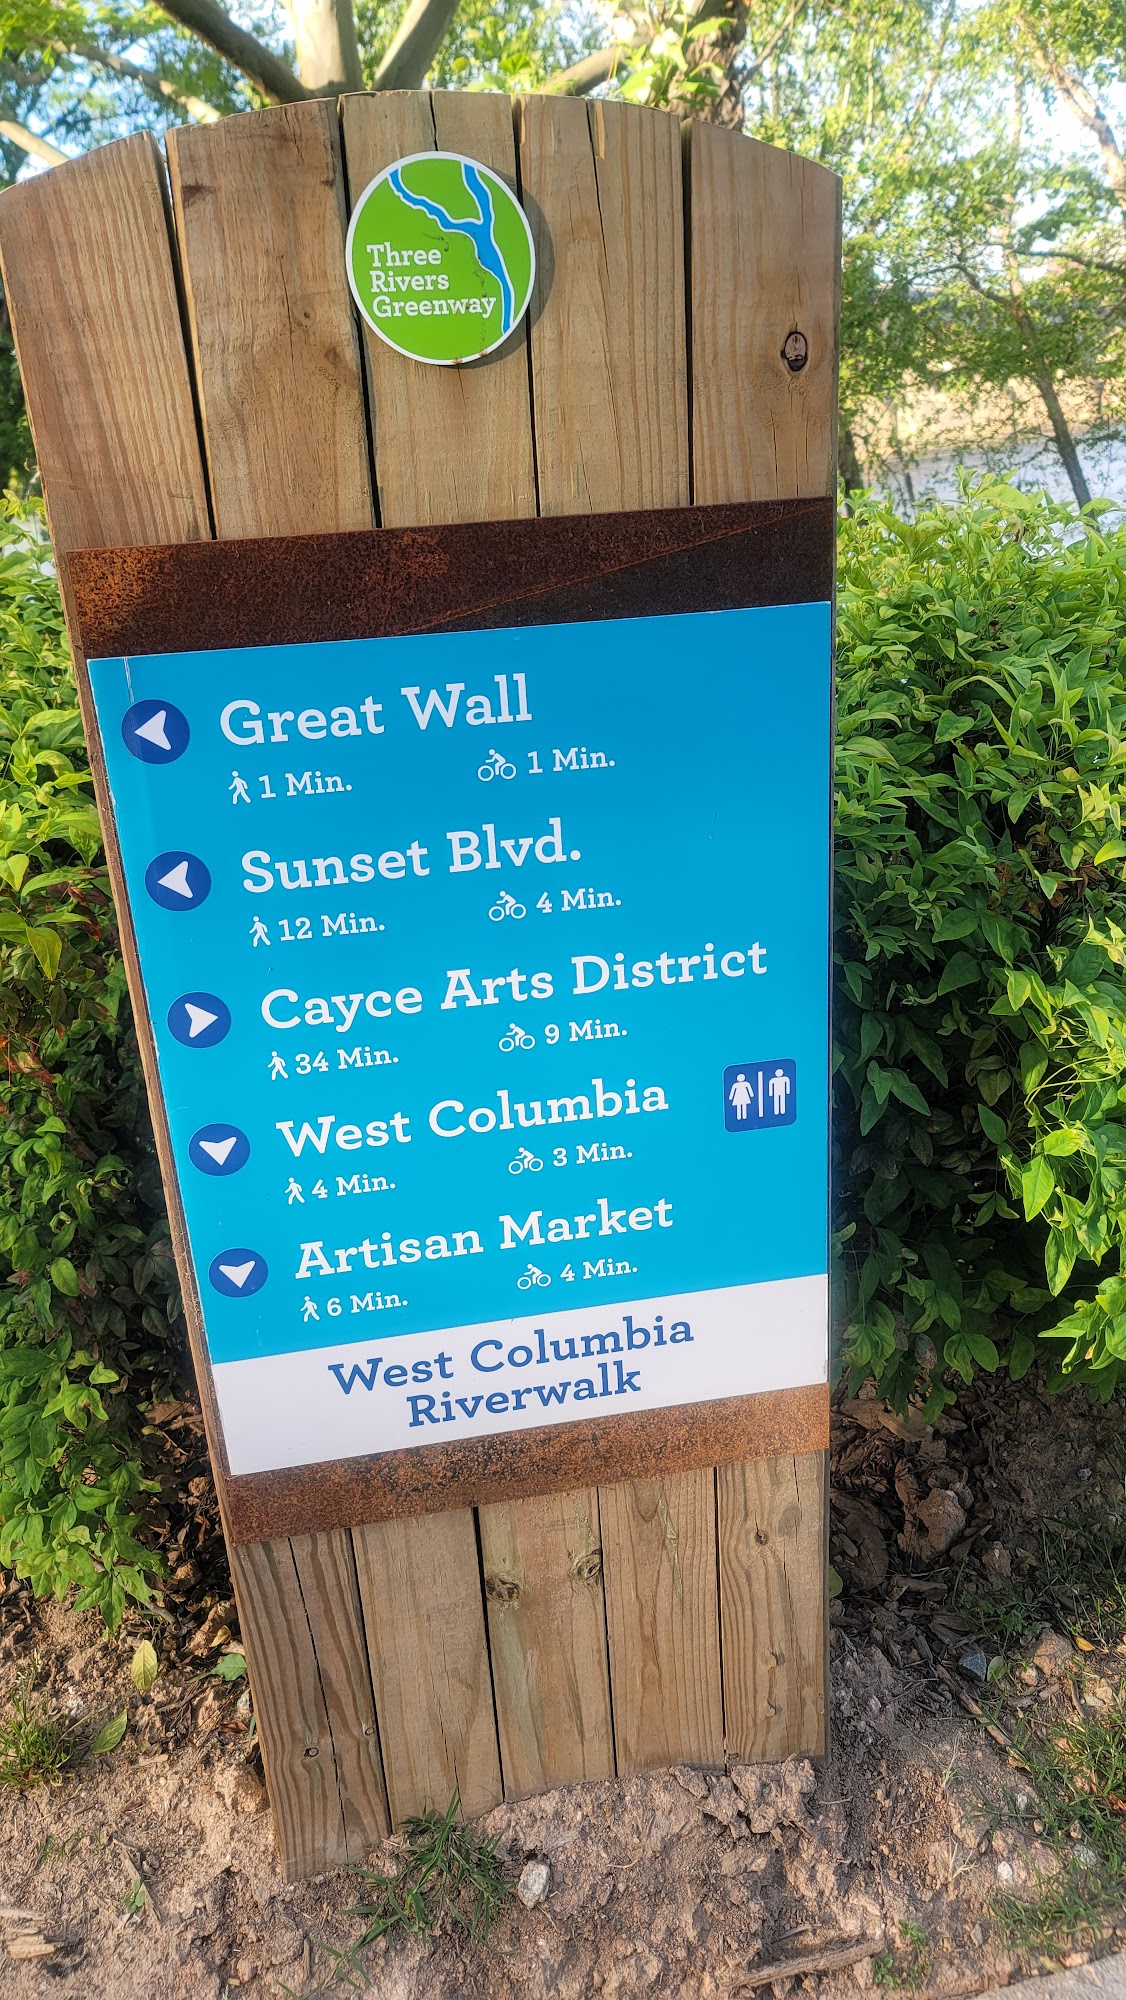 Three
Rivers
Greenway
Great Wall
1 Min. 1 Min.
Sunset Blvd.
12 Min. 4 Min.
Cayce Arts District
34 Min. 9 Min.
West Columbia
4 Min. 3 Min.
Artisan Market
6 Min. 4 Min.
West Columbia
Riverwalk